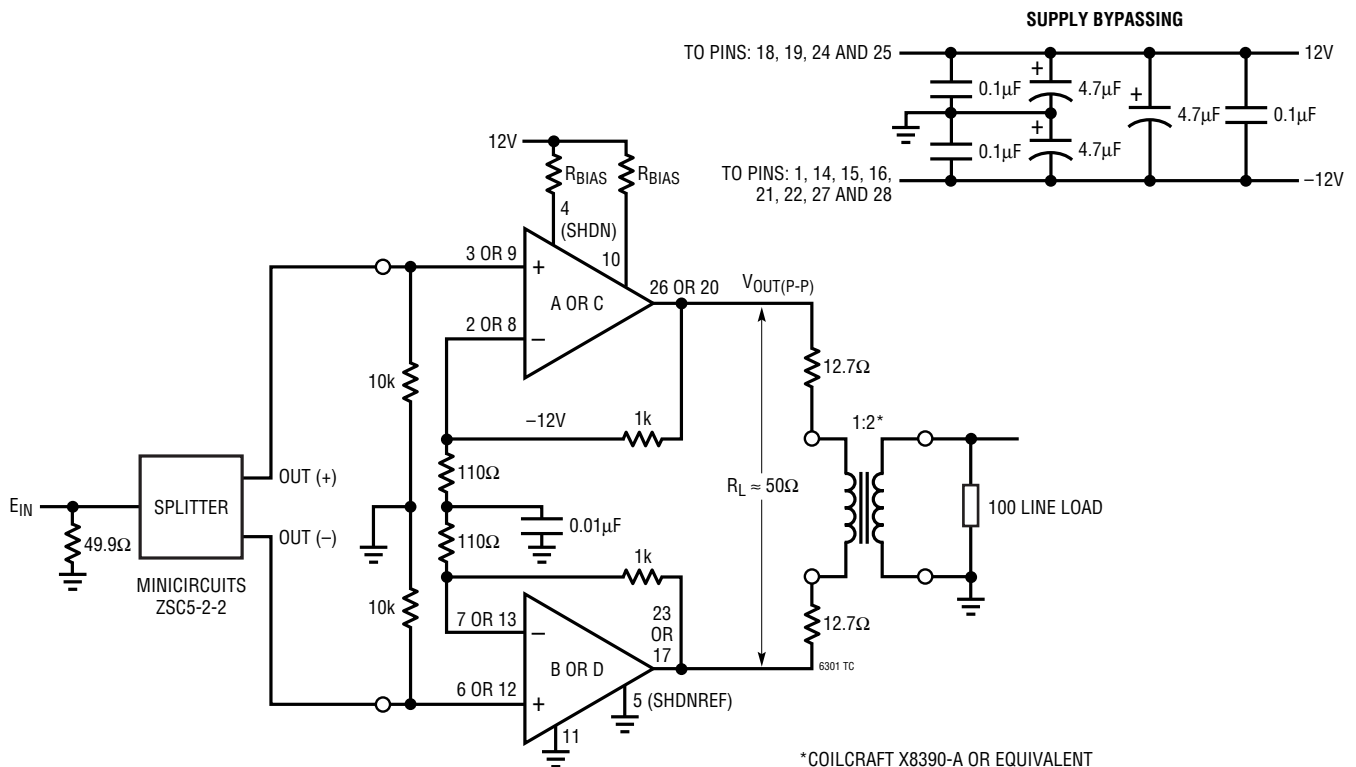 SUPPLY BYPASSING
TO PINS: 18, 19, 24 AND 25
12V
0.1µF
4.7µF
4.7µF
0.1µF
0.1µF
4.7µF
TO PINS: 1, 14, 15, 16,
21, 22, 27 AND 28
–12V
12V
RBIAS
RBIAS
4
(SHDN)
10
3 OR 9
+
A OR C
26 OR 20
VOUT(P-P)
2 OR 8
–
12.7Ω
10k
–12V
1k
1:2*
110Ω
OUT (+)
RL ≈ 50Ω
EIN
SPLITTER
0.01µF
100 LINE LOAD
49.9Ω
OUT (–)
110Ω
MINICIRCUITS
ZSC5-2-2
1k
10k
7 OR 13
–
23
OR
17
12.7Ω
6301 TC
B OR D
6 OR 12
+
5 (SHDNREF)
11
*COILCRAFT X8390-A OR EQUIVALENT